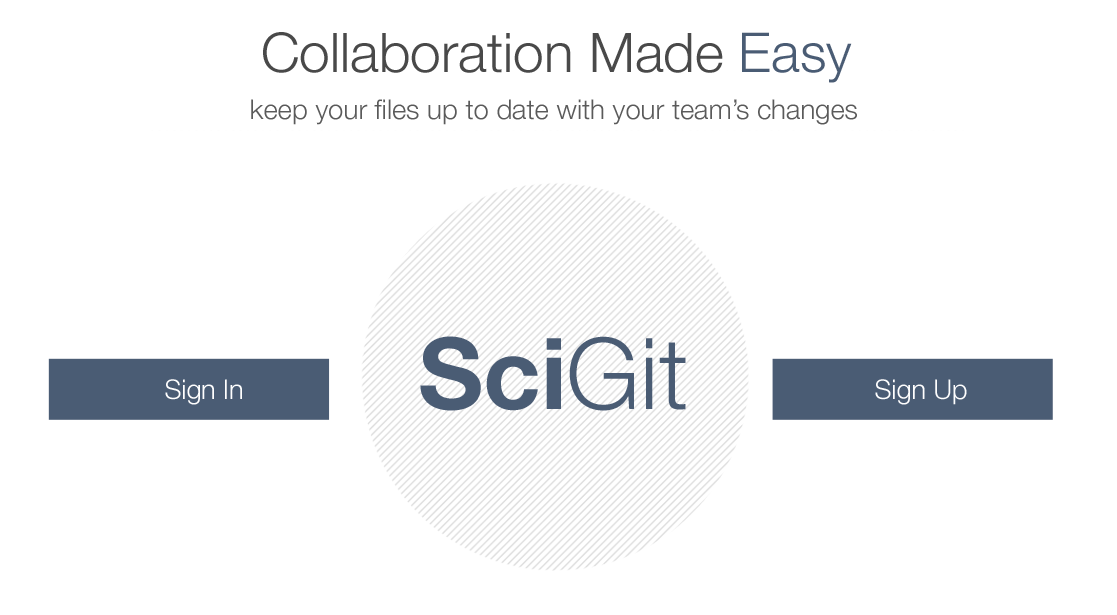 Collaboration Made Easy
keep your files up to date with your team’s changes
Sign In
SciGit
Sign Up